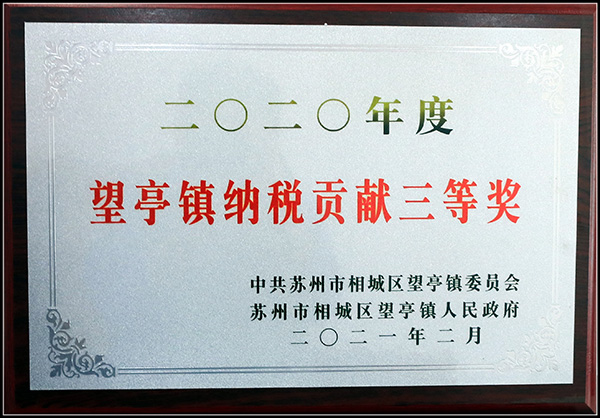 二〇二〇年度
望亭镇纳税贡献三等奖
中共苏州市相城区望亭镇委员会
苏州市相城区望亭镇人民政府
二〇二一年二月